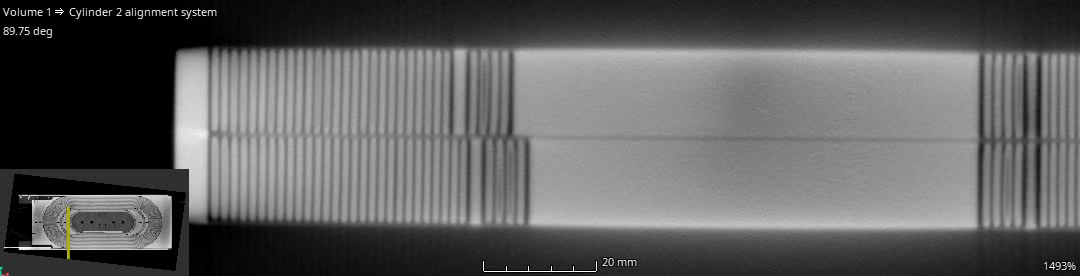 Volume 1 ⇒ Cylinder 2 alignment system
89.75 deg
20 mm
1493%